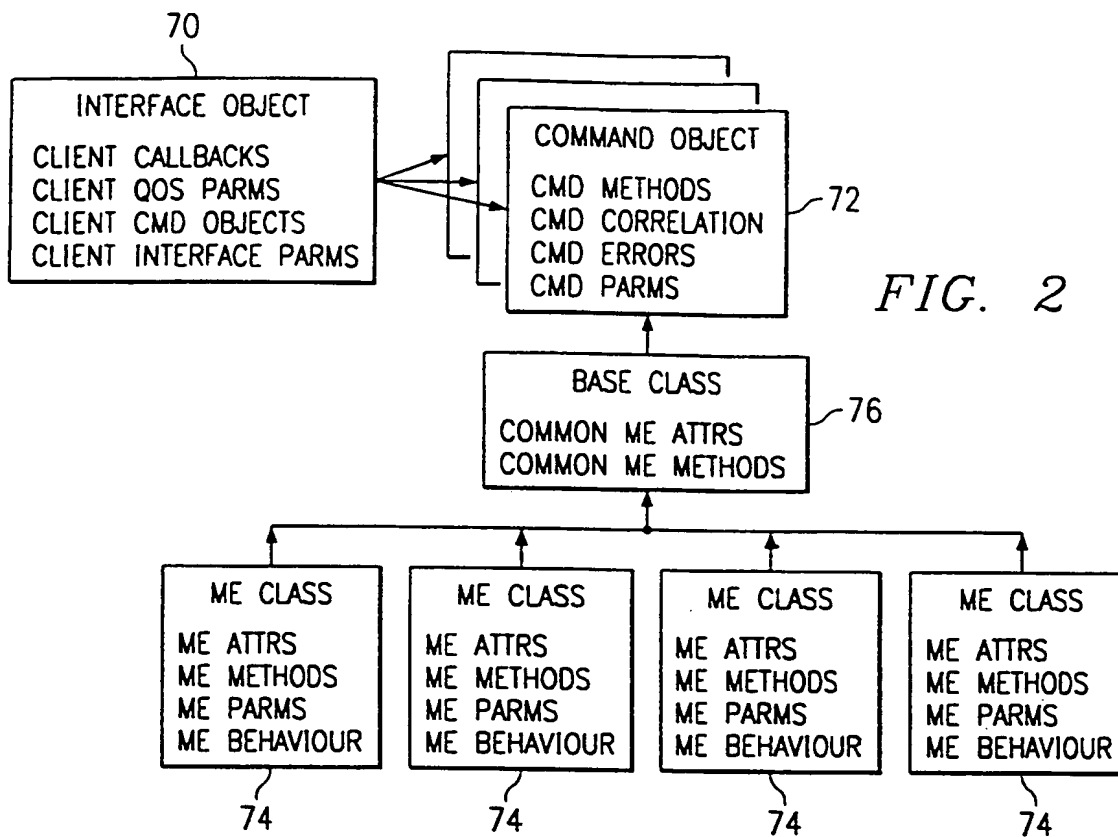 70
INTERFACE OBJECT
CLIENT CALLBACKS
CLIENT QOS PARMS
CLIENT CMD OBJECTS
CLIENT INTERFACE PARMS
COMMAND OBJECT
CMD METHODS
CMD CORRELATION
CMD ERRORS
CMD PARMS
72
FIG. 2
BASE CLASS
COMMON ME ATTRS
COMMON ME METHODS
76
ME CLASS
ME ATTRS
ME METHODS
ME PARMS
ME BEHAVIOUR
74
ME CLASS
ME ATTRS
ME METHODS
ME PARMS
ME BEHAVIOUR
74
ME CLASS
ME ATTRS
ME METHODS
ME PARMS
ME BEHAVIOUR
74
ME CLASS
ME ATTRS
ME METHODS
ME PARMS
ME BEHAVIOUR
74